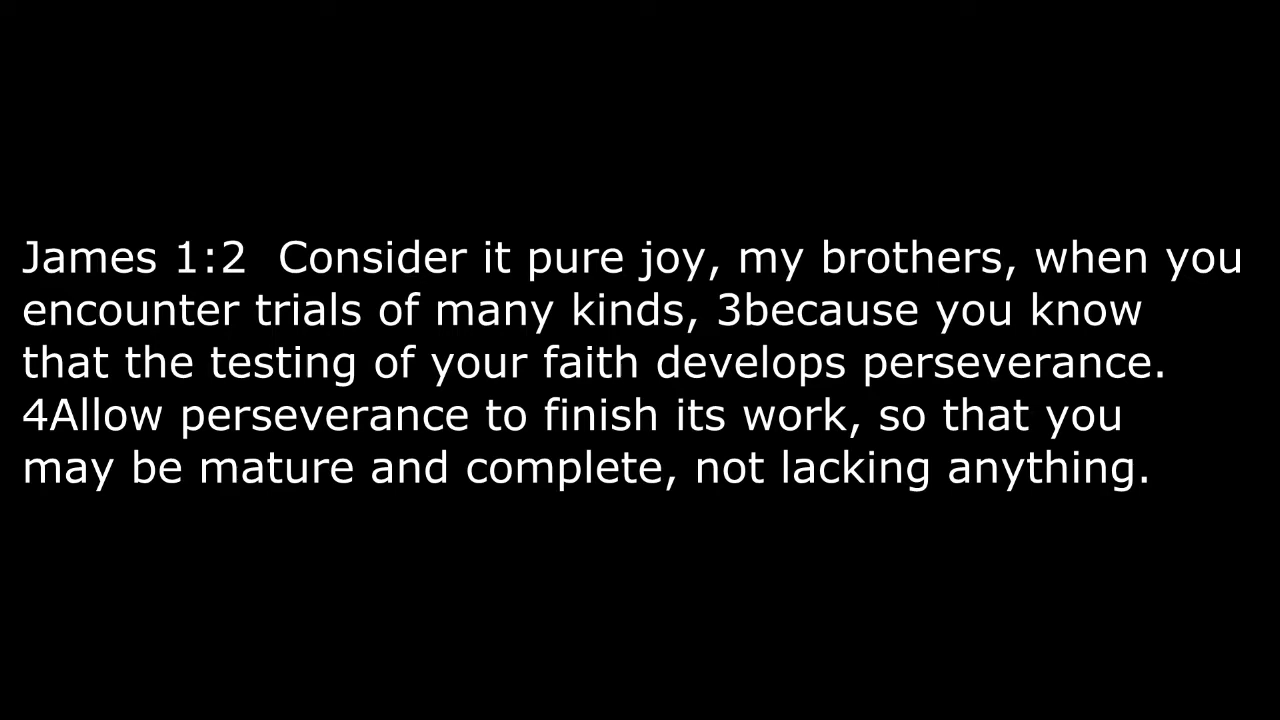 James 1:2  Consider it pure joy, my brothers, when you
encounter trials of many kinds, 3because you know
that the testing of your faith develops perseverance.
4Allow perseverance to finish its work, so that you
may be mature and complete, not lacking anything.